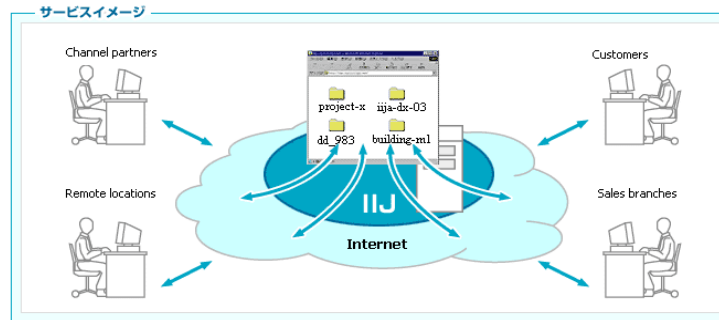 サービスイメージ
Channel partners
Customers
project-x
iija-dx-03
dd_983
building-m1
Remote locations
Sales branches
IIJ
Internet